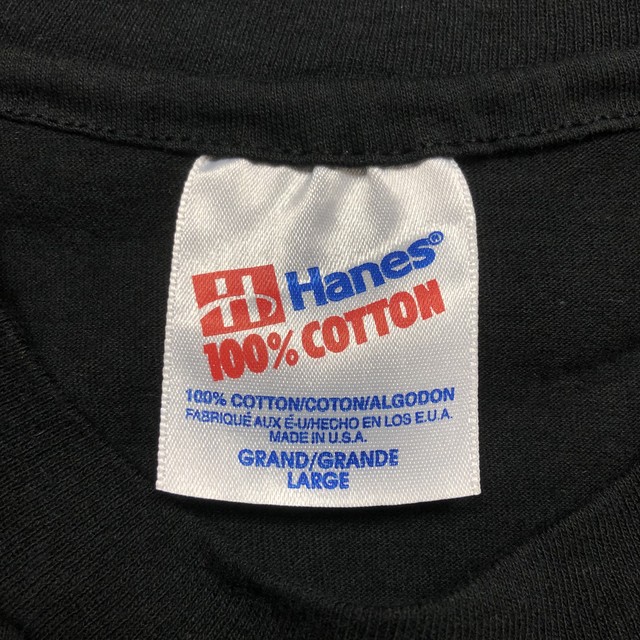 Hanes®
100% COTTON
100% COTTON/COTON/ALGODON
FABRIQUÉ AUX É-U/HECHO EN LOS E.U.A.
MADE IN U.S.A.
GRAND/GRANDE
LARGE